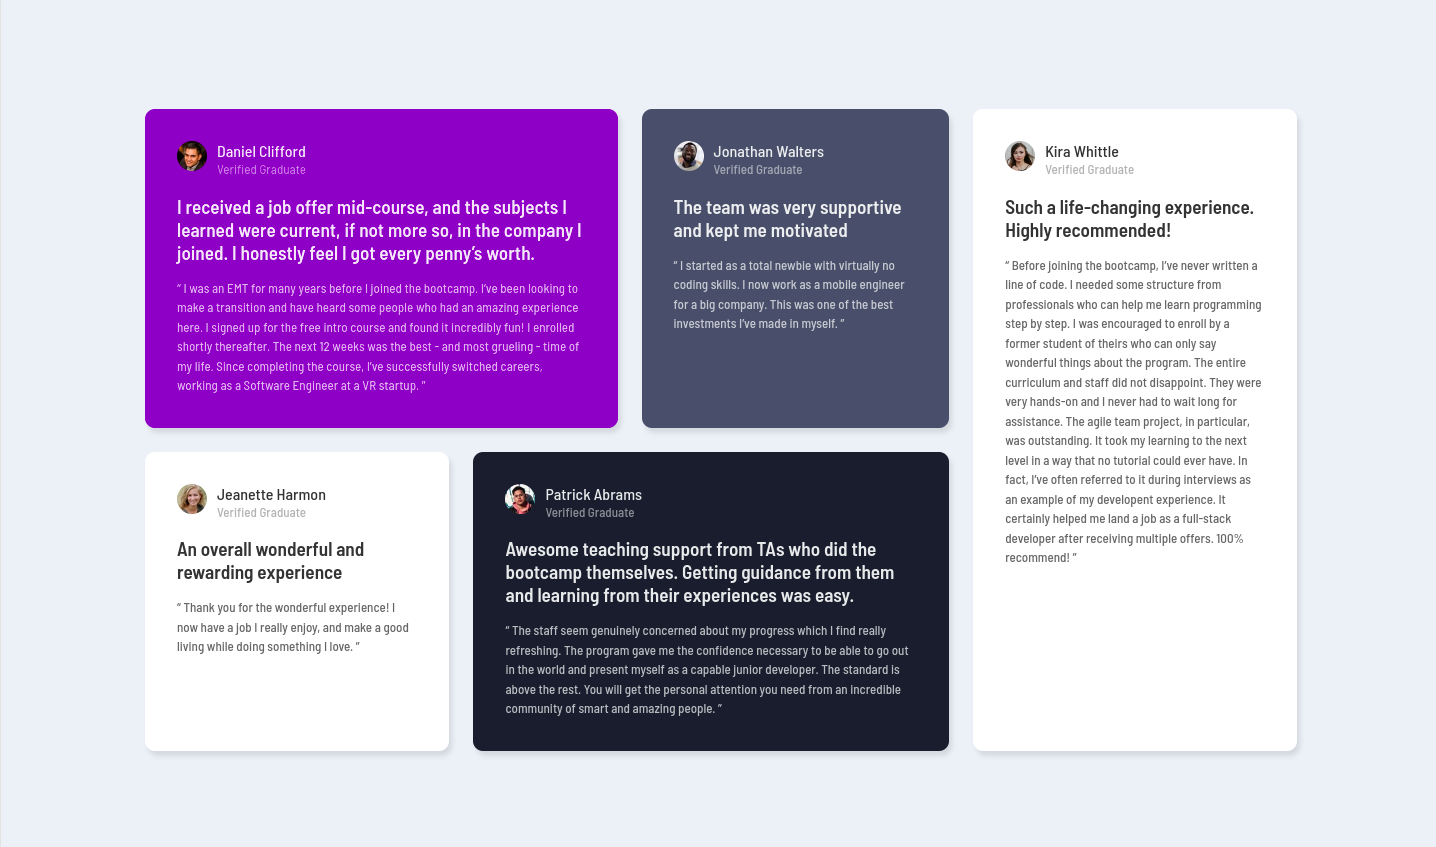 Daniel Clifford
Verified Graduate
I received a job offer mid-course, and the subjects I
learned were current, if not more so, in the company I
joined. I honestly feel I got every penny’s worth.
“ I was an EMT for many years before I joined the bootcamp. I’ve been looking to
make a transition and have heard some people who had an amazing experience
here. I signed up for the free intro course and found it incredibly fun! I enrolled
shortly thereafter. The next 12 weeks was the best - and most grueling - time of
my life. Since completing the course, I’ve successfully switched careers,
working as a Software Engineer at a VR startup. ”
Jonathan Walters
Verified Graduate
The team was very supportive
and kept me motivated
“ I started as a total newbie with virtually no
coding skills. I now work as a mobile engineer
for a big company. This was one of the best
investments I’ve made in myself. ”
Kira Whittle
Verified Graduate
Such a life-changing experience.
Highly recommended!
“ Before joining the bootcamp, I’ve never written a
line of code. I needed some structure from
professionals who can help me learn programming
step by step. I was encouraged to enroll by a
former student of theirs who can only say
wonderful things about the program. The entire
curriculum and staff did not disappoint. They were
very hands-on and I never had to wait long for
assistance. The agile team project, in particular,
was outstanding. It took my learning to the next
level in a way that no tutorial could ever have. In
fact, I’ve often referred to it during interviews as
an example of my developent experience. It
certainly helped me land a job as a full-stack
developer after receiving multiple offers. 100%
recommend! ”
Jeanette Harmon
Verified Graduate
An overall wonderful and
rewarding experience
“ Thank you for the wonderful experience! I
now have a job I really enjoy, and make a good
living while doing something I love. ”
Patrick Abrams
Verified Graduate
Awesome teaching support from TAs who did the
bootcamp themselves. Getting guidance from them
and learning from their experiences was easy.
“ The staff seem genuinely concerned about my progress which I find really
refreshing. The program gave me the confidence necessary to be able to go out
in the world and present myself as a capable junior developer. The standard is
above the rest. You will get the personal attention you need from an incredible
community of smart and amazing people. ”